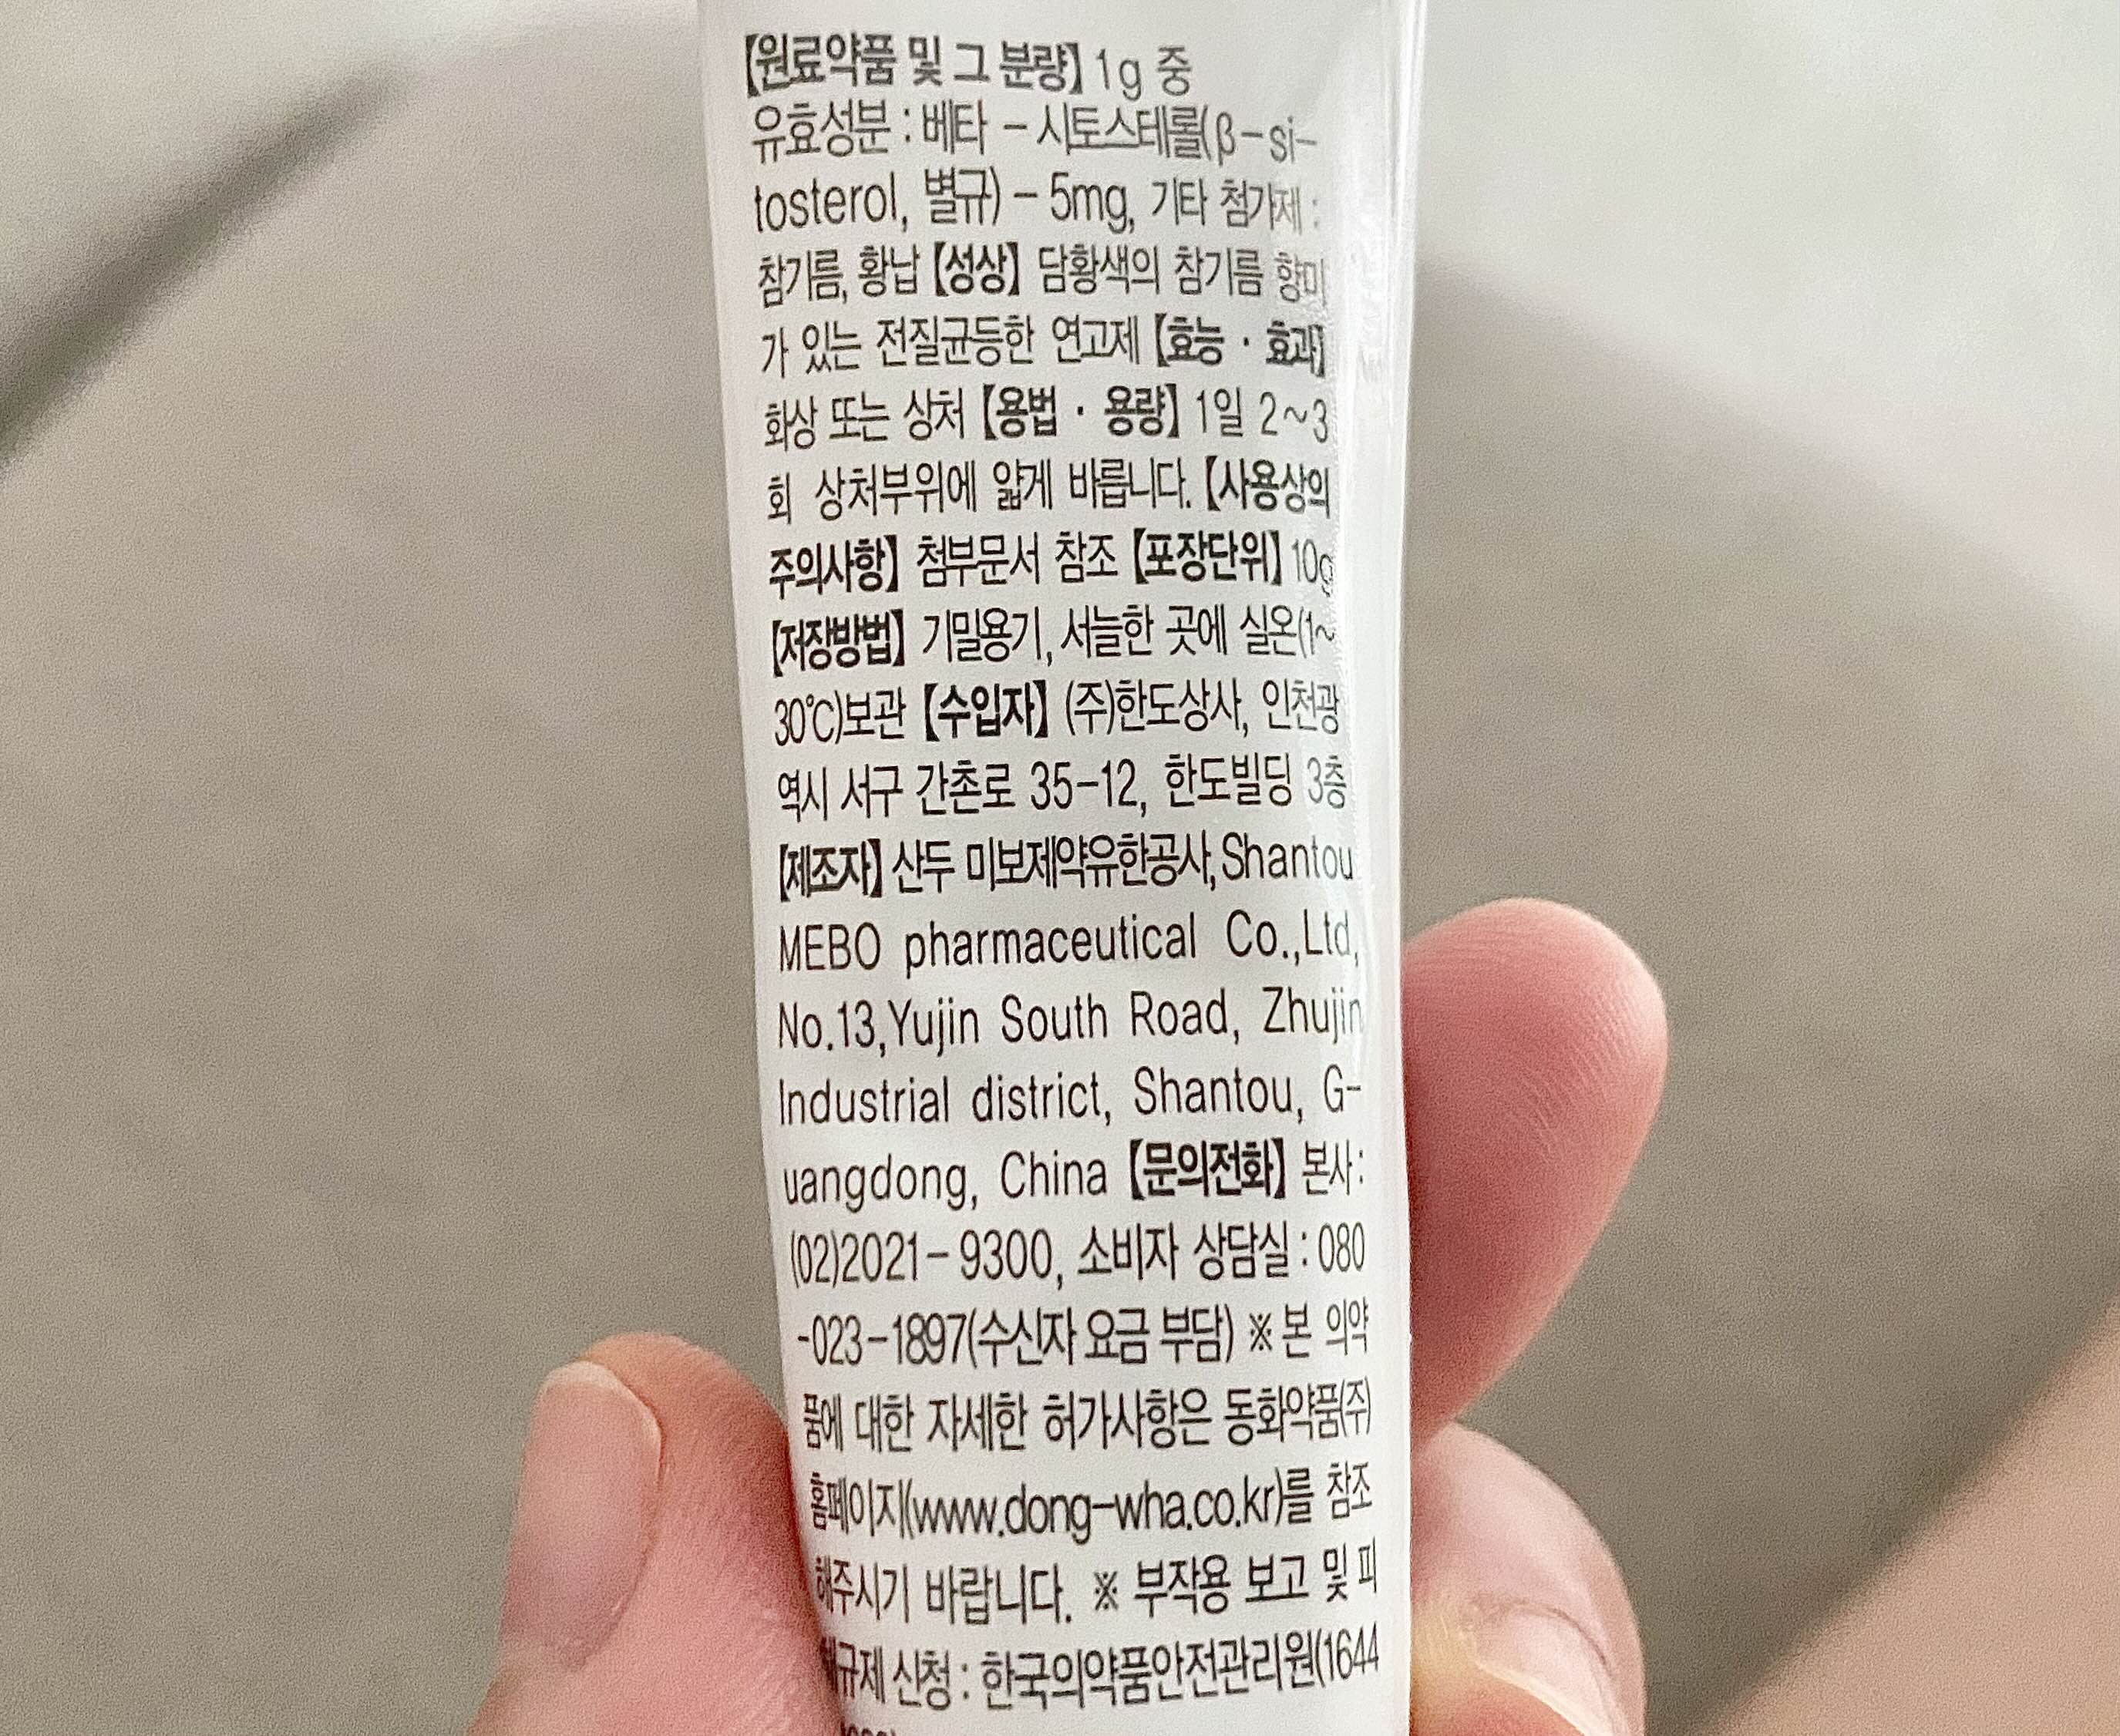 【원료약품 및 그 분량】 1g 중
유효성분 : 베타 – 시토스테롤(β–si–
tosterol, 별규) – 5mg, 기타 첨가제 :
참기름, 황납 【성상】 담황색의 참기름 향미
가 있는 전질균등한 연고제 【효능 · 효과】
화상 또는 상처 【용법 · 용량】 1일 2~3
회 상처부위에 얇게 바릅니다. 【사용상의
주의사항】 첨부문서 참조 【포장단위】 10g
【저장방법】 기밀용기, 서늘한 곳에 실온(1~
30℃)보관 【수입자】 (주)한도상사, 인천광
역시 서구 간촌로 35–12, 한도빌딩 3층
【제조자】 산두 미보제약유한공사, Shantou
MEBO pharmaceutical Co.,Ltd,
No.13,Yujin South Road, Zhujin
Industrial district, Shantou, G–
uangdong, China 【문의전화】 본사 :
(02)2021 – 9300, 소비자 상담실 : 080
-023–1897(수신자 요금 부담) ※ 본 의약
품에 대한 자세한 허가사항은 동화약품(주)
홈페이지(www.dong–wha.co.kr)를 참조
해주시기 바랍니다. ※ 부작용 보고 및 피
해규제 신청 : 한국의약품안전관리원(1644